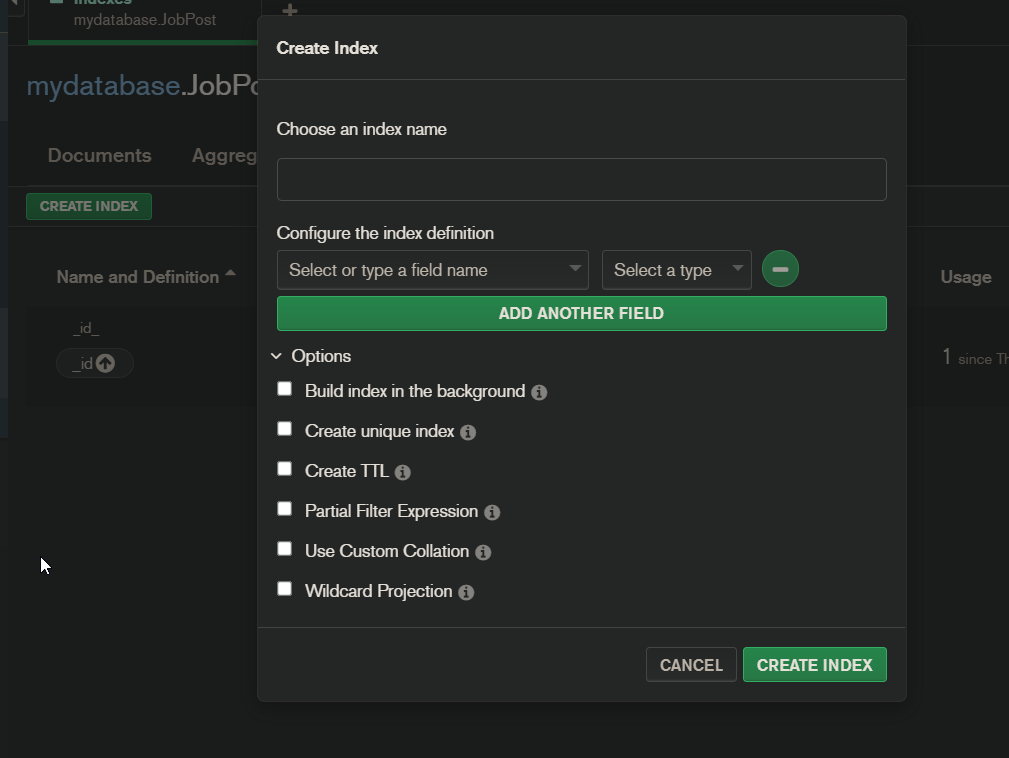 Indexes
mydatabase.JobPost
mydatabase.JobPo
Documents
Aggreg
CREATE INDEX
Name and Definition
Usage
_id_
_id
1 since Th
Create Index
Choose an index name
Configure the index definition
Select or type a field name
Select a type
ADD ANOTHER FIELD
Options
Build index in the background
Create unique index
Create TTL
Partial Filter Expression
Use Custom Collation
Wildcard Projection
CANCEL
CREATE INDEX